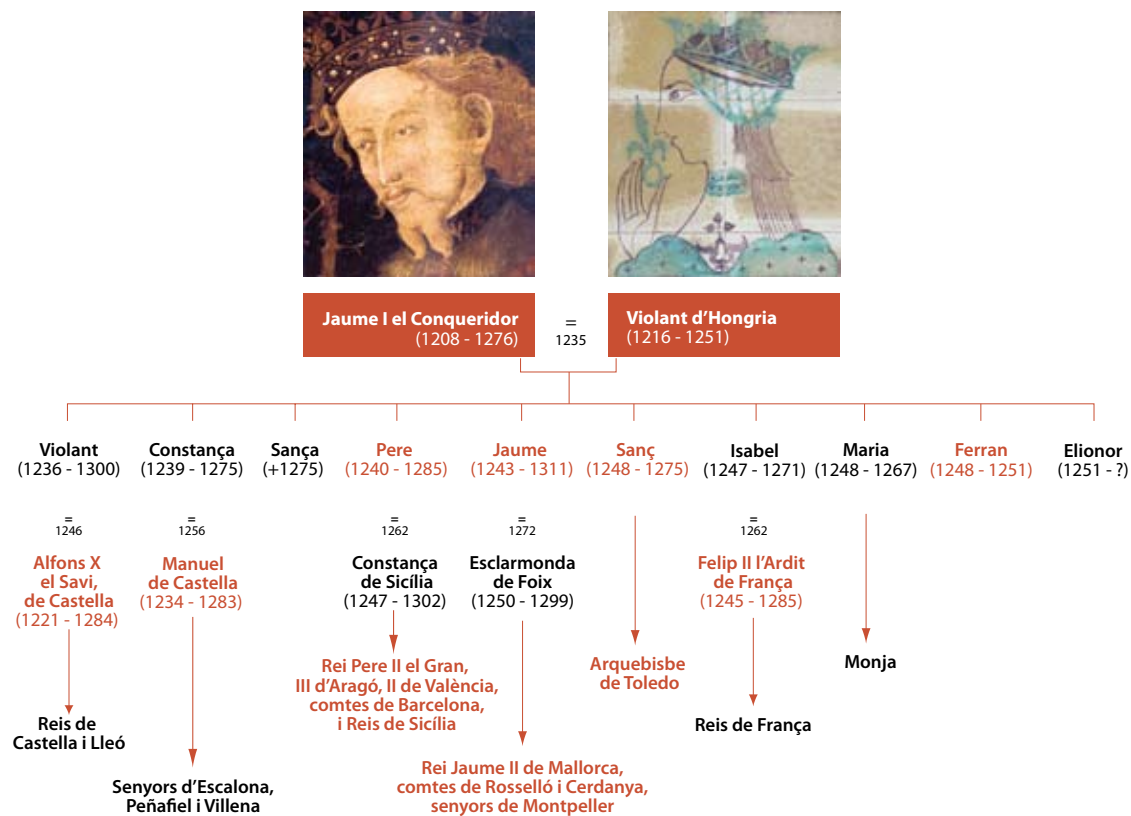 Jaume I el Conqueridor
(1208 - 1276)
=
1235
Violant d'Hongria
(1216 - 1251)
Violant
(1236 - 1300)
Constança
(1239 - 1275)
Sança
(+1275)
Pere
(1240 - 1285)
Jaume
(1243 - 1311)
Sanç
(1248 - 1275)
Isabel
(1247 - 1271)
Maria
(1248 - 1267)
Ferran
(1248 - 1251)
Elionor
(1251 - ?)
=
1246
Alfons X
el Savi,
de Castella
(1221 - 1284)
Reis de
Castella i Lleó
=
1256
Manuel
de Castella
(1234 - 1283)
Senyors d'Escalona,
Peñafiel i Villena
=
1262
Constança
de Sicília
(1247 - 1302)
Rei Pere II el Gran,
III d'Aragó, II de València,
comtes de Barcelona,
i Reis de Sicília
=
1272
Esclarmonda
de Foix
(1250 - 1299)
Rei Jaume II de Mallorca,
comtes de Rosselló i Cerdanya,
senyors de Montpeller
Arquebisbe
de Toledo
=
1262
Felip II l'Ardit
de França
(1245 - 1285)
Reis de França
Monja